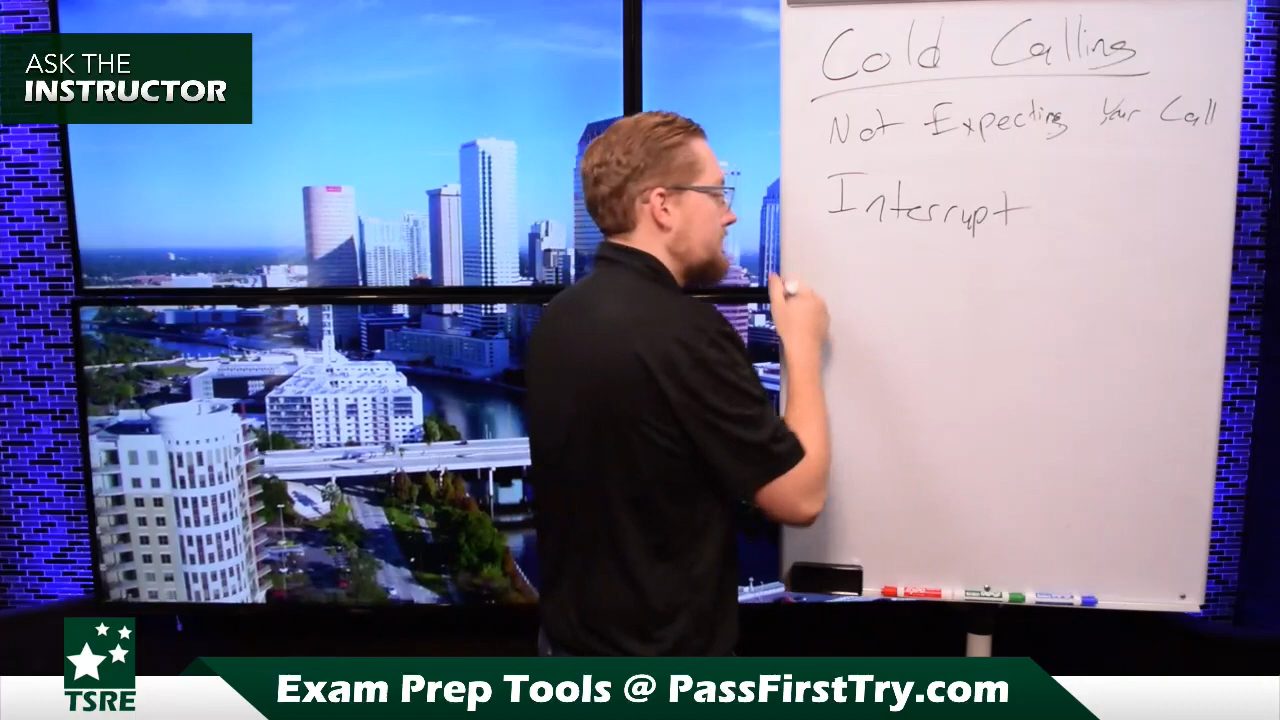 ASK THE
INSTRUCTOR
Cold Calling
Not Expecting Your Call
Interrupt
TSRE
Exam Prep Tools @ PassFirstTry.com